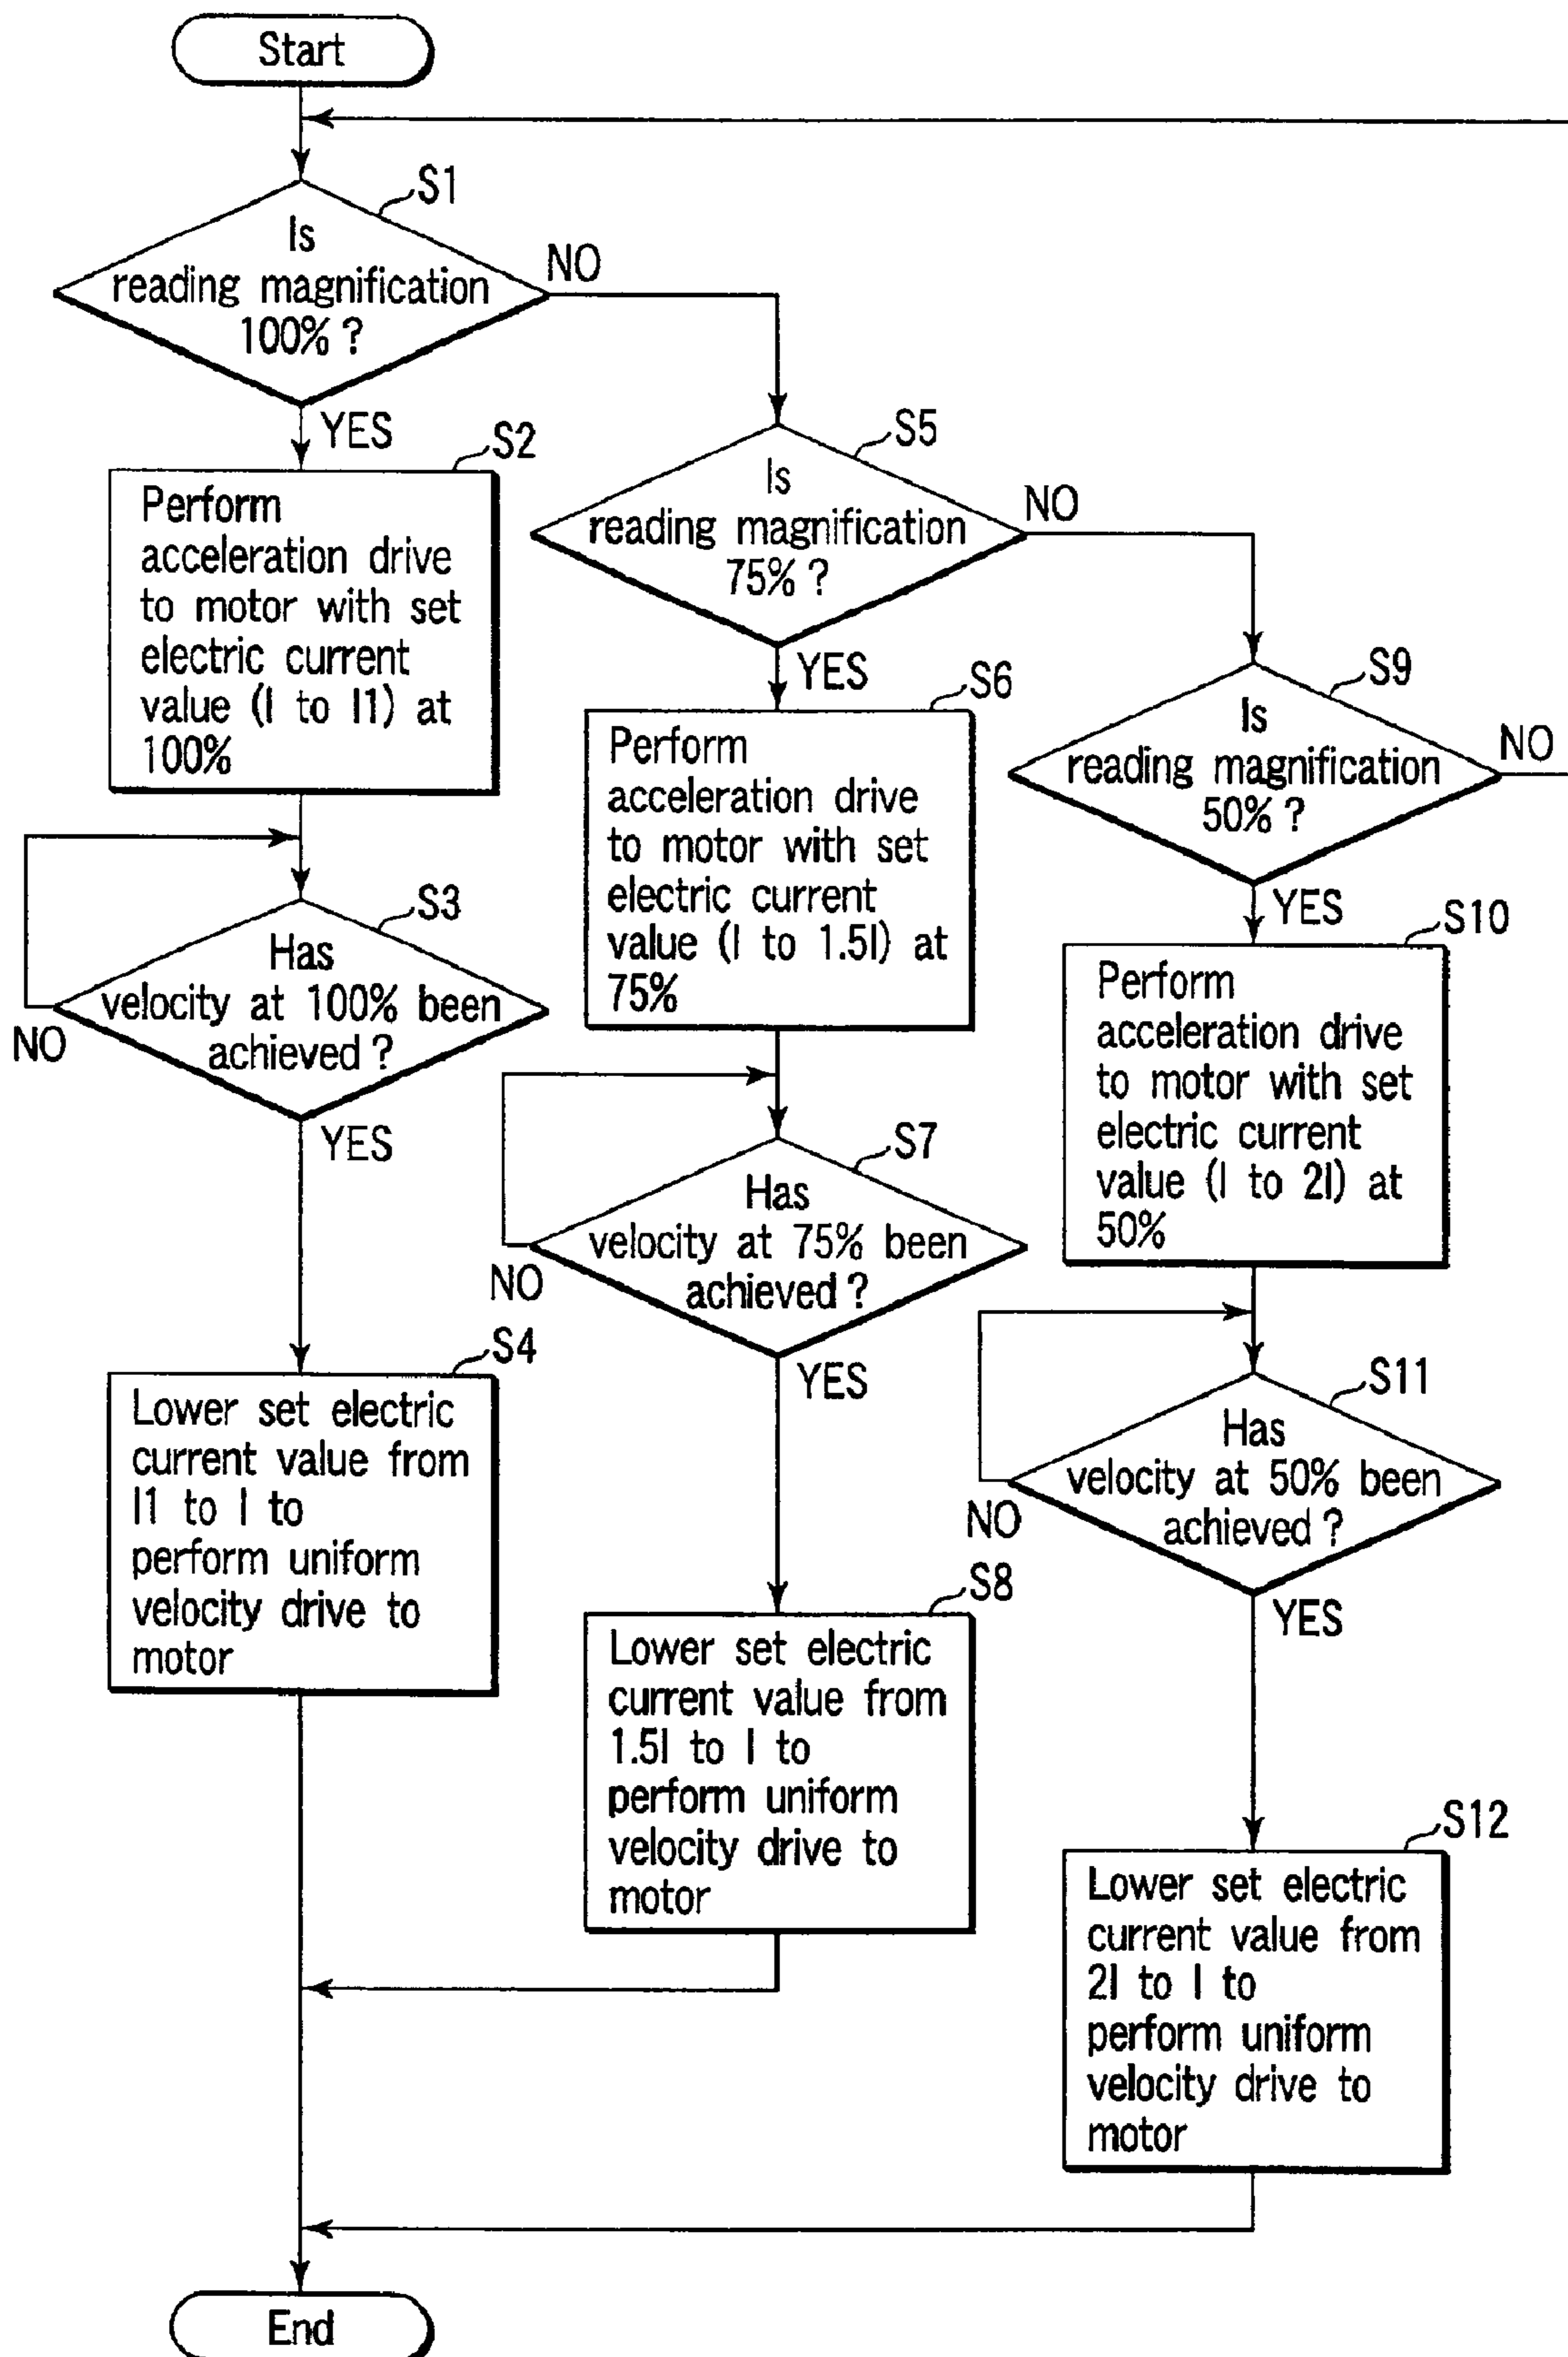 Start
S1
Is
reading magnification
100% ?
NO
YES
S2
Perform
acceleration drive
to motor with set
electric current
value (I to I1) at
100%
S3
Has
velocity at 100% been
achieved ?
NO
YES
S4
Lower set electric
current value from
I1 to I to
perform uniform
velocity drive to
motor
S5
Is
reading magnification
75% ?
NO
YES
S6
Perform
acceleration drive
to motor with set
electric current
value (I to 1.5I) at
75%
S7
Has
velocity at 75% been
achieved ?
NO
YES
S8
Lower set electric
current value from
1.5I to I to
perform uniform
velocity drive to
motor
S9
Is
reading magnification
50% ?
NO
YES
S10
Perform
acceleration drive
to motor with set
electric current
value (I to 2I) at
50%
S11
Has
velocity at 50% been
achieved ?
NO
YES
S12
Lower set electric
current value from
2I to I to
perform uniform
velocity drive to
motor
End